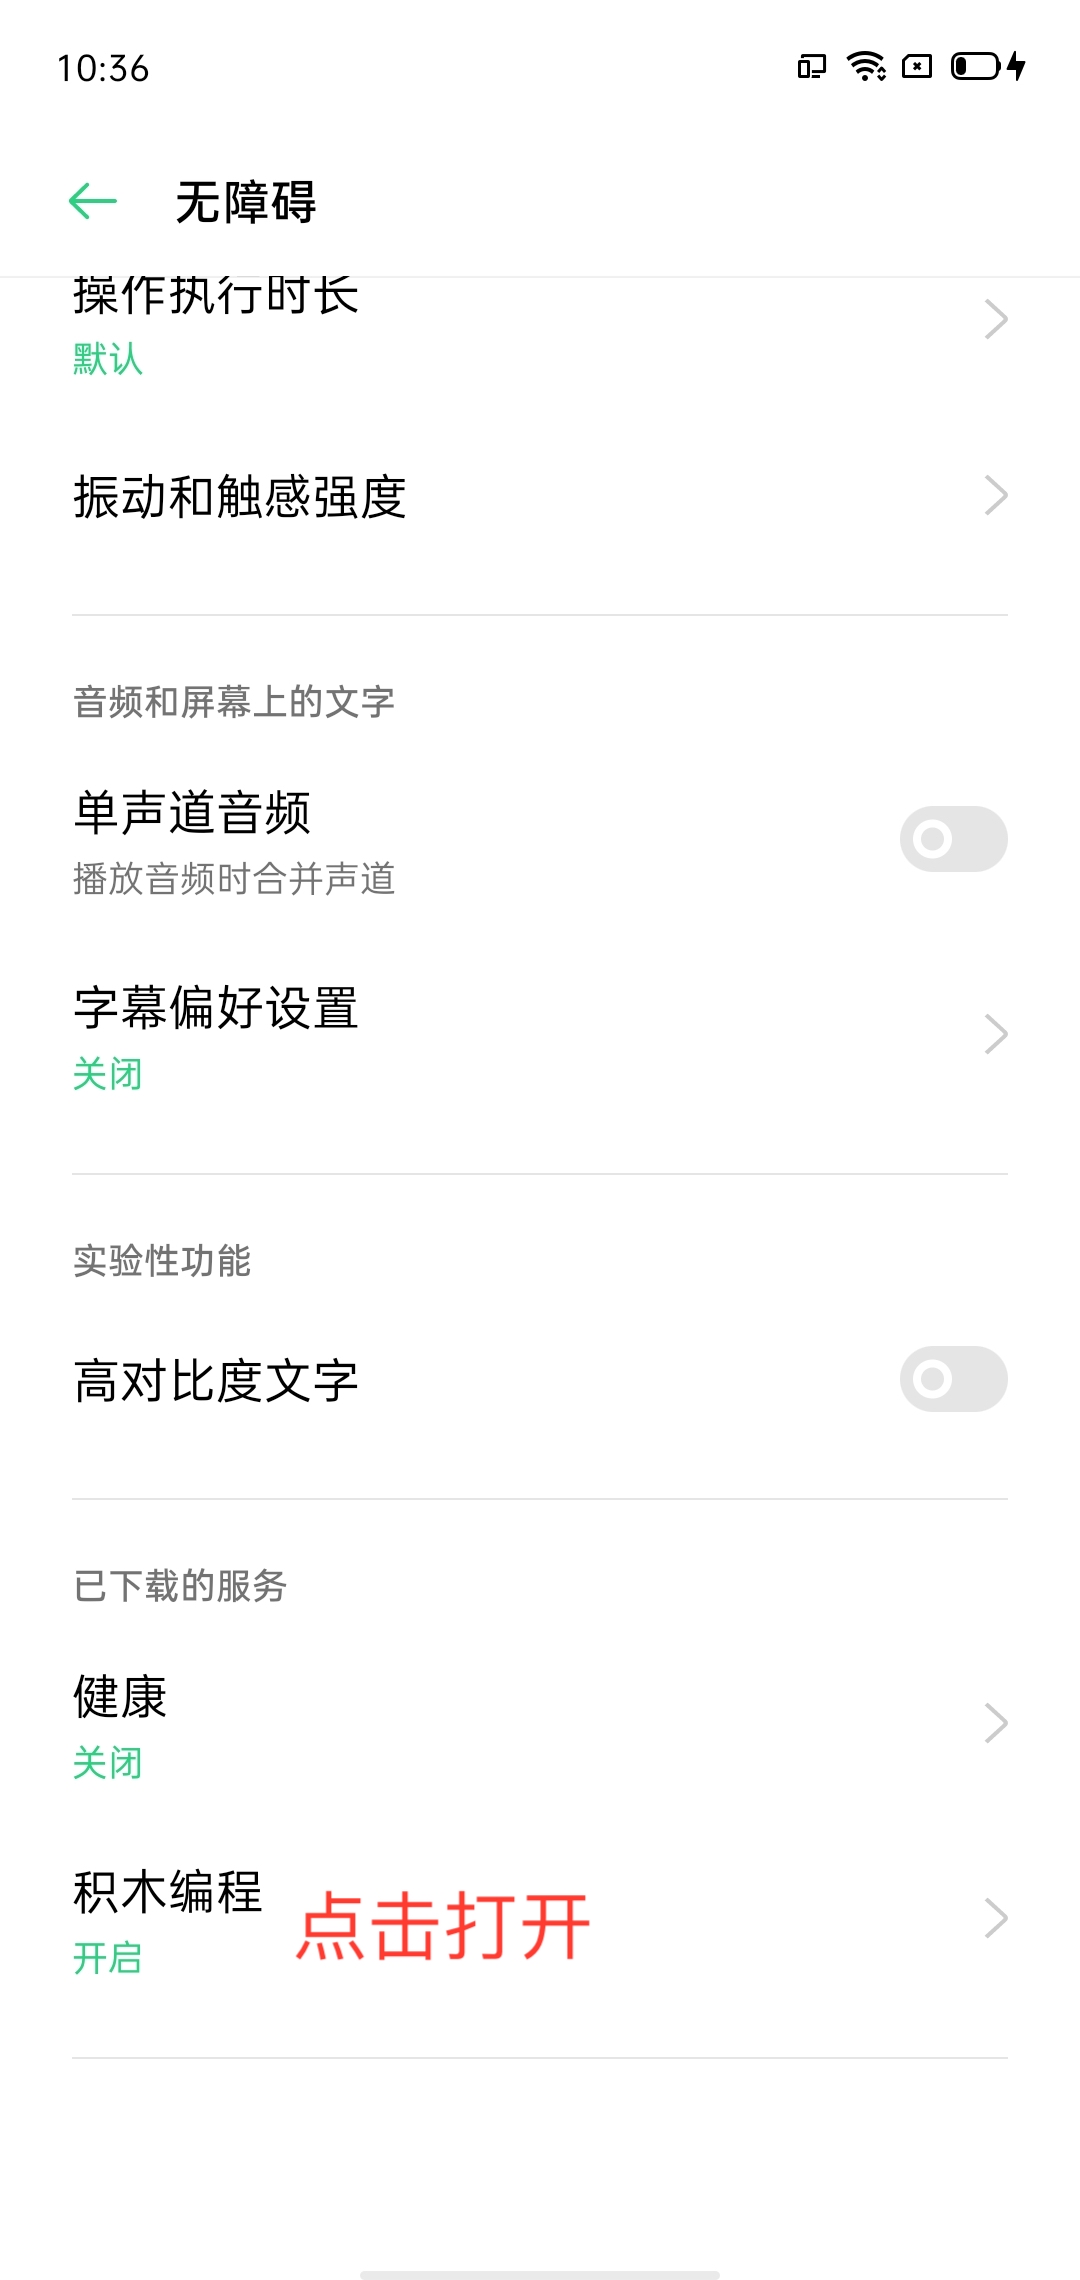 10:36
无障碍
操作执行时长
默认
振动和触感强度
音频和屏幕上的文字
单声道音频
播放音频时合并声道
字幕偏好设置
关闭
实验性功能
高对比度文字
已下载的服务
健康
关闭
积木编程
点击打开
开启